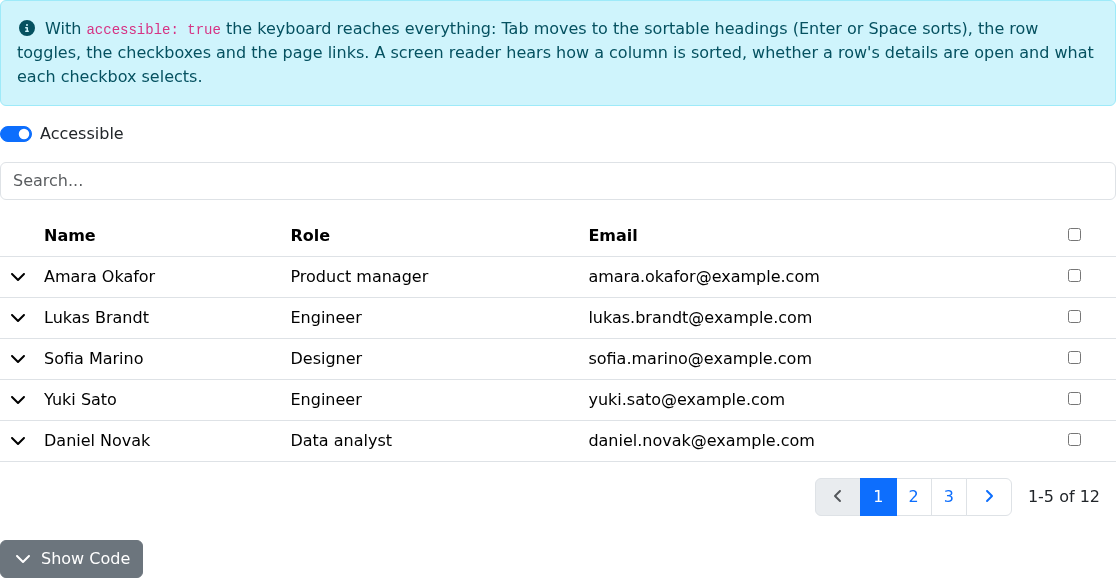 With accessible: true the keyboard reaches everything: Tab moves to the sortable headings (Enter or Space sorts), the row
toggles, the checkboxes and the page links. A screen reader hears how a column is sorted, whether a row's details are open and what
each checkbox selects.
Accessible
Search...
Name Role Email
Amara Okafor Product manager amara.okafor@example.com
Lukas Brandt Engineer lukas.brandt@example.com
Sofia Marino Designer sofia.marino@example.com
Yuki Sato Engineer yuki.sato@example.com
Daniel Novak Data analyst daniel.novak@example.com
1 2 3 1-5 of 12
Show Code